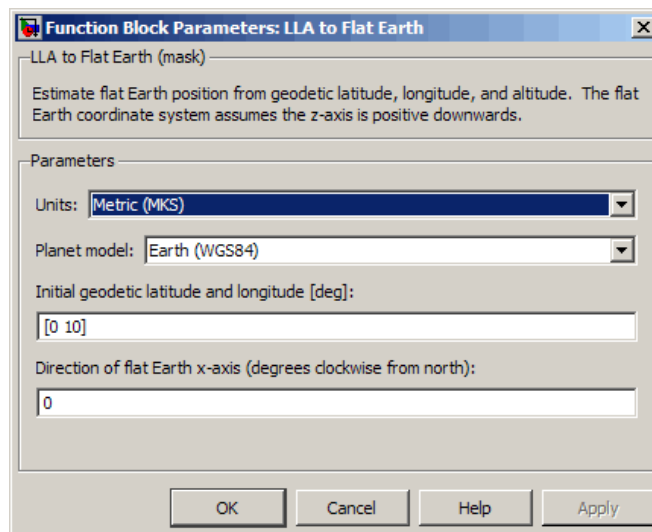 Function Block Parameters: LLA to Flat Earth
LLA to Flat Earth (mask)
Estimate flat Earth position from geodetic latitude, longitude, and altitude.  The flat
Earth coordinate system assumes the z-axis is positive downwards.
Parameters
Units: Metric (MKS)
Planet model: Earth (WGS84)
Initial geodetic latitude and longitude [deg]:
[0 10]
Direction of flat Earth x-axis (degrees clockwise from north):
0
OK Cancel Help Apply